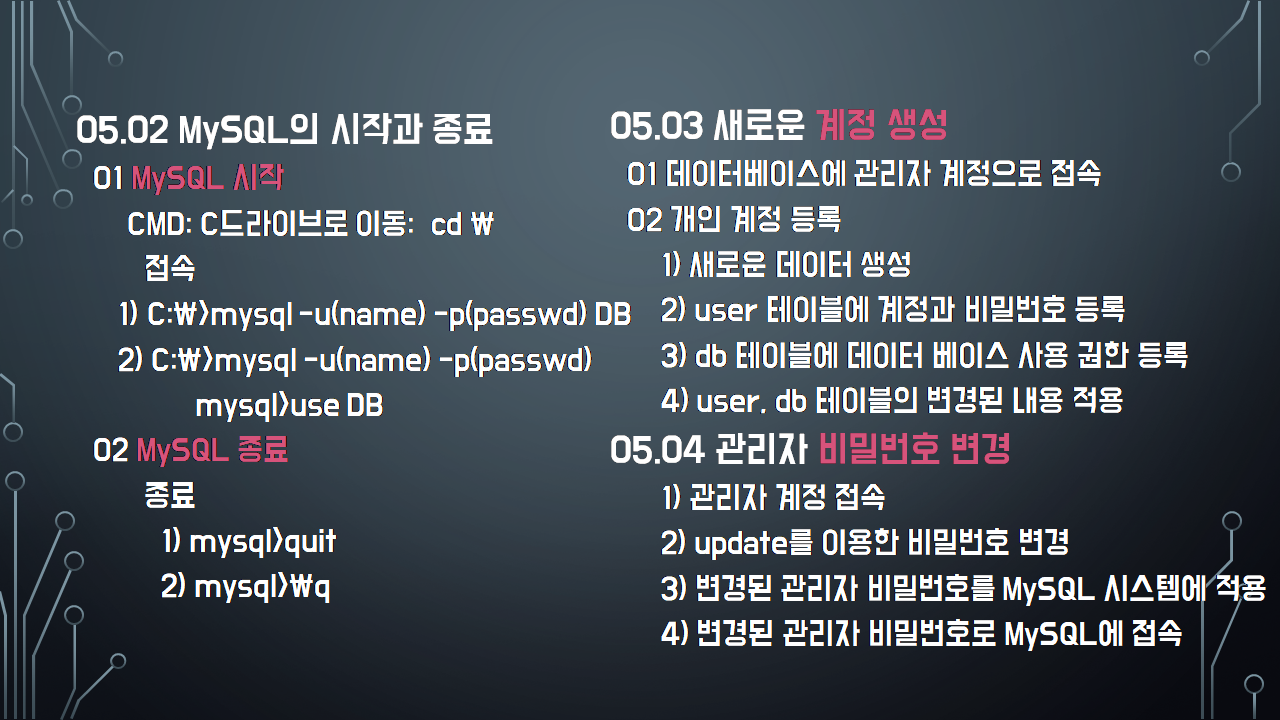 05.02 MySQL의 시작과 종료
01 MySQL 시작
CMD: C드라이브로 이동: cd ₩
접속
1) C:₩>mysql -u(name) -p(passwd) DB
2) C:₩>mysql -u(name) -p(passwd)
mysql>use DB
02 MySQL 종료
종료
1) mysql>quit
2) mysql>₩q
05.03 새로운 계정 생성
01 데이터베이스에 관리자 계정으로 접속
02 개인 계정 등록
1) 새로운 데이터 생성
2) user 테이블에 계정과 비밀번호 등록
3) db 테이블에 데이터 베이스 사용 권한 등록
4) user, db 테이블의 변경된 내용 적용
05.04 관리자 비밀번호 변경
1) 관리자 계정 접속
2) update를 이용한 비밀번호 변경
3) 변경된 관리자 비밀번호를 MySQL 시스템에 적용
4) 변경된 관리자 비밀번호로 MySQL에 접속